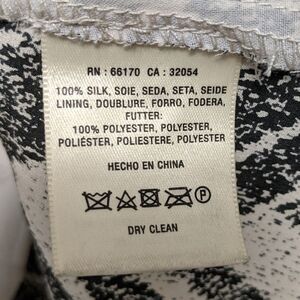 RN : 66170 CA : 32054
100% SILK, SOIE, SEDA, SETA, SEIDE
LINING, DOUBLURE, FORRO, FODERA,
FUTTER:
100% POLYESTER, POLYESTER,
POLIÉSTER, POLIESTERE, POLYESTER
HECHO EN CHINA
P
DRY CLEAN